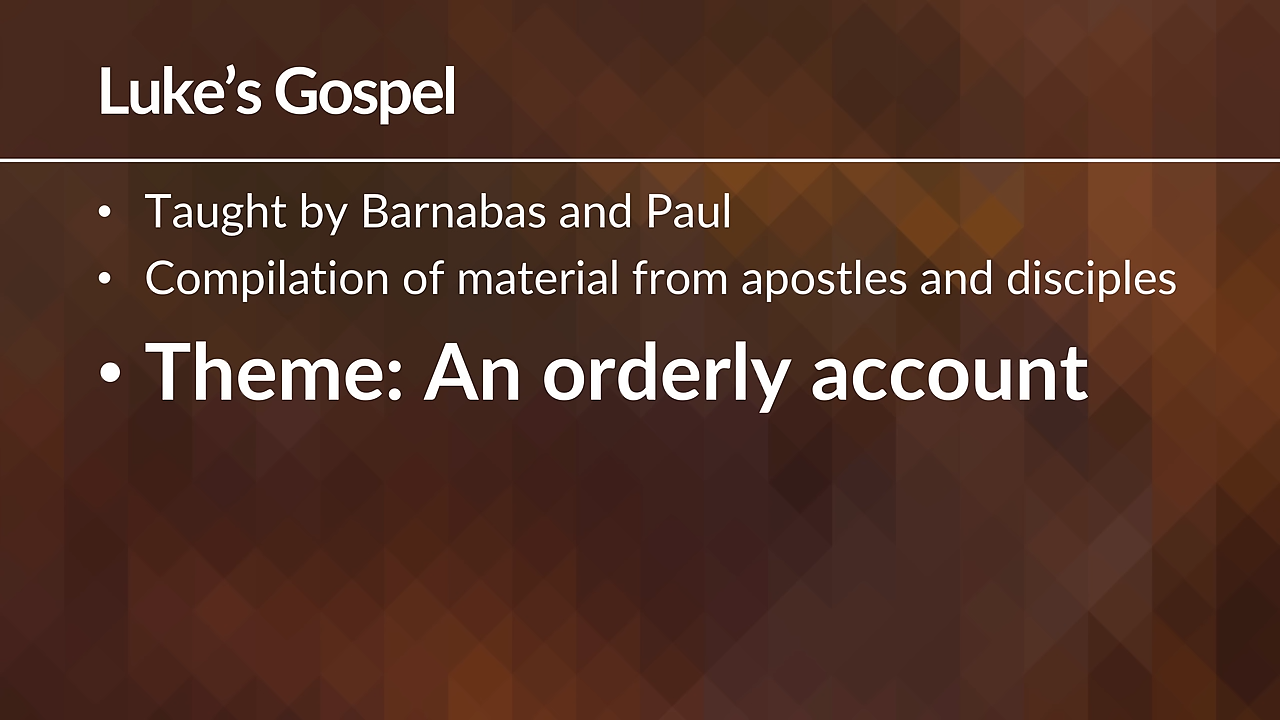 Luke’s Gospel
• Taught by Barnabas and Paul
• Compilation of material from apostles and disciples
• Theme: An orderly account